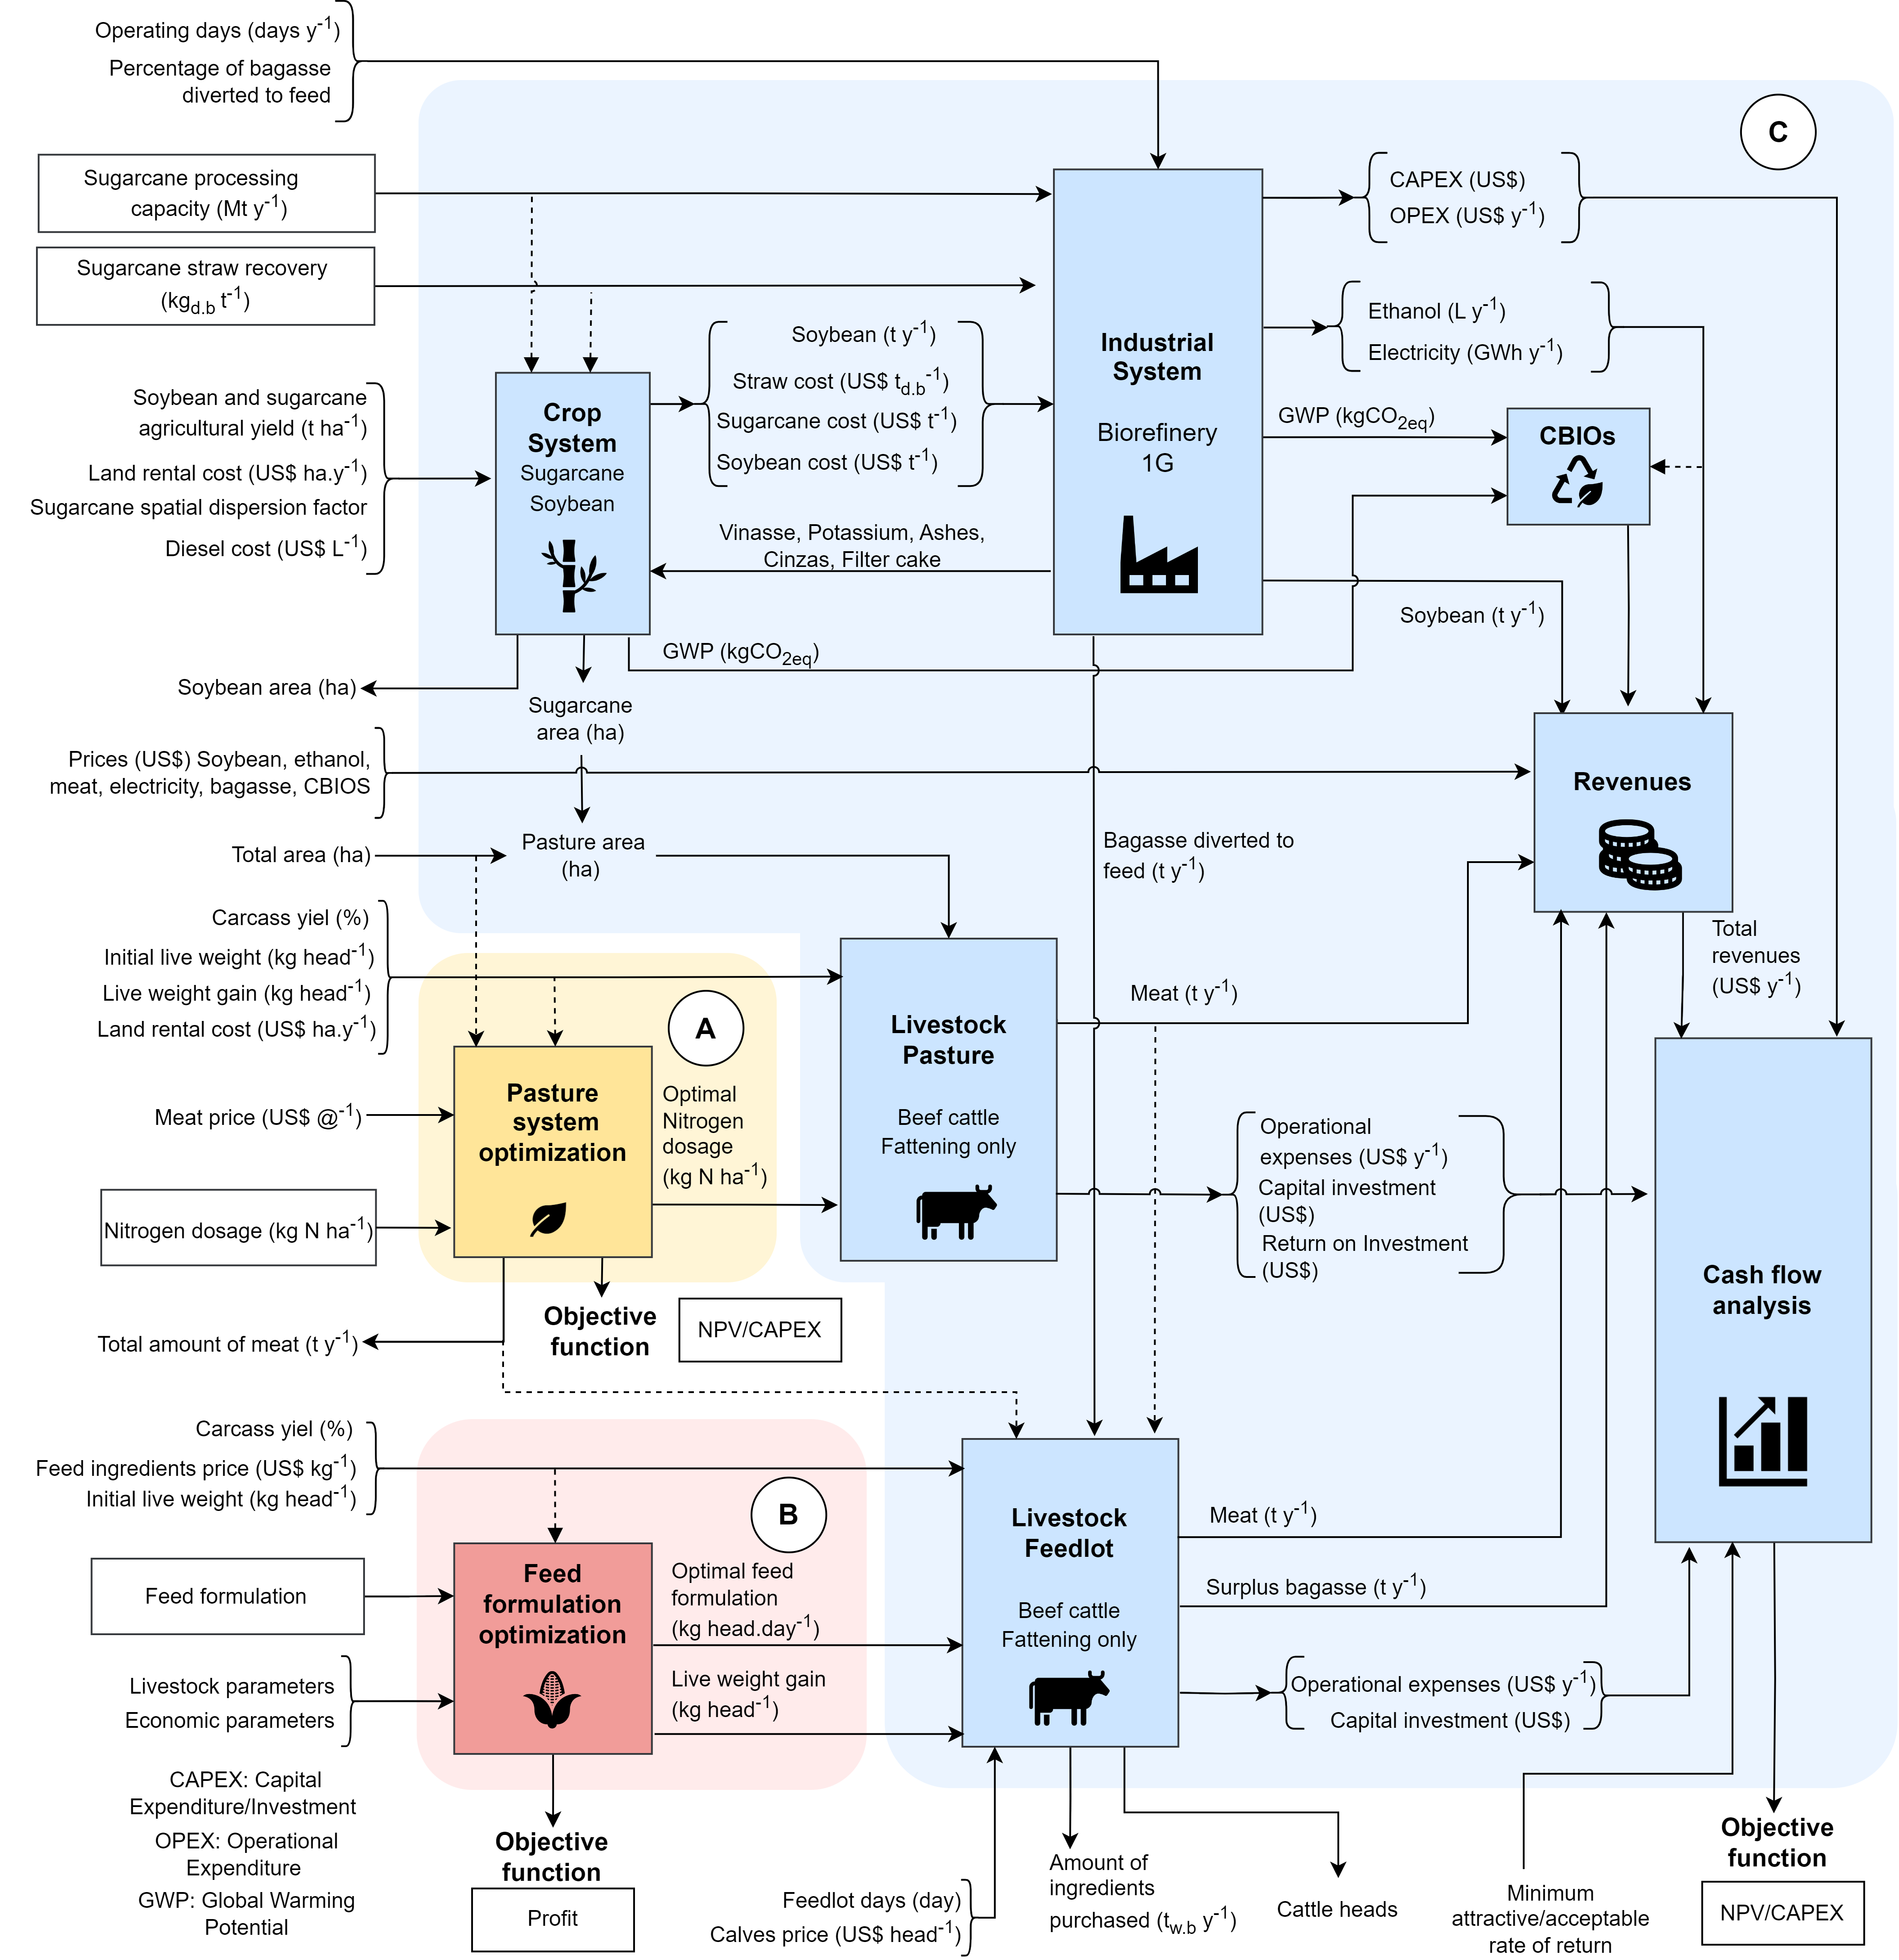 Operating days (days y-1)
Percentage of bagasse
diverted to feed
C
Sugarcane processing
capacity (Mt y-1)
Sugarcane straw recovery
(kgd.b t-1)
CAPEX (US$)
OPEX (US$ y-1)
Ethanol (L y-1)
Electricity (GWh y-1)
Soybean (t y-1)
Straw cost (US$ td.b-1)
Sugarcane cost (US$ t-1)
Soybean cost (US$ t-1)
Industrial
System
Biorefinery
1G
Crop
System
Sugarcane
Soybean
Soybean and sugarcane
agricultural yield (t ha-1)
Land rental cost (US$ ha.y-1)
Sugarcane spatial dispersion factor
Diesel cost (US$ L-1)
GWP (kgCO2eq)
CBIOs
Vinasse, Potassium, Ashes,
Cinzas, Filter cake
Soybean (t y-1)
GWP (kgCO2eq)
Soybean area (ha)
Sugarcane
area (ha)
Prices (US$) Soybean, ethanol,
meat, electricity, bagasse, CBIOS
Revenues
Total area (ha)
Pasture area
(ha)
Bagasse diverted to
feed (t y-1)
Carcass yiel (%)
Initial live weight (kg head-1)
Live weight gain (kg head-1)
Land rental cost (US$ ha.y-1)
Total
revenues
(US$ y-1)
Meat (t y-1)
A
Livestock
Pasture
Beef cattle
Fattening only
Pasture
system
optimization
Optimal
Nitrogen
dosage
(kg N ha-1)
Meat price (US$ @-1)
Nitrogen dosage (kg N ha-1)
Operational
expenses (US$ y-1)
Capital investment
(US$)
Return on Investment
(US$)
Cash flow
analysis
Objective
function
NPV/CAPEX
Total amount of meat (t y-1)
Carcass yiel (%)
Feed ingredients price (US$ kg-1)
Initial live weight (kg head-1)
B
Livestock
Feedlot
Beef cattle
Fattening only
Meat (t y-1)
Surplus bagasse (t y-1)
Feed formulation
Feed
formulation
optimization
Optimal feed
formulation
(kg head.day-1)
Live weight gain
(kg head-1)
Livestock parameters
Economic parameters
Operational expenses (US$ y-1)
Capital investment (US$)
CAPEX: Capital
Expenditure/Investment
OPEX: Operational
Expenditure
GWP: Global Warming
Potential
Objective
function
Profit
Feedlot days (day)
Calves price (US$ head-1)
Amount of
ingredients
purchased (tw.b y-1)
Cattle heads
Minimum
attractive/acceptable
rate of return
Objective
function
NPV/CAPEX